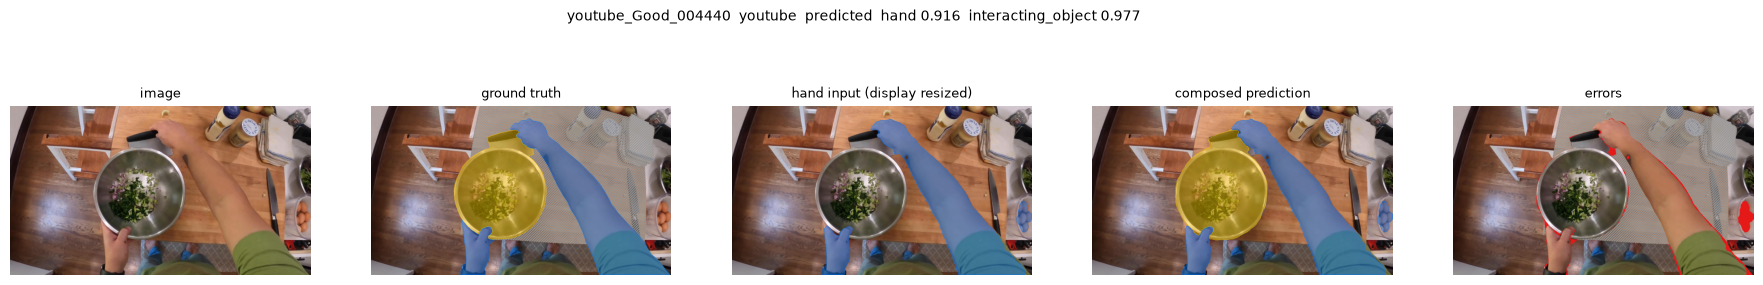 youtube_Good_004440  youtube  predicted  hand 0.916  interacting_object 0.977
image
ground truth
hand input (display resized)
composed prediction
errors